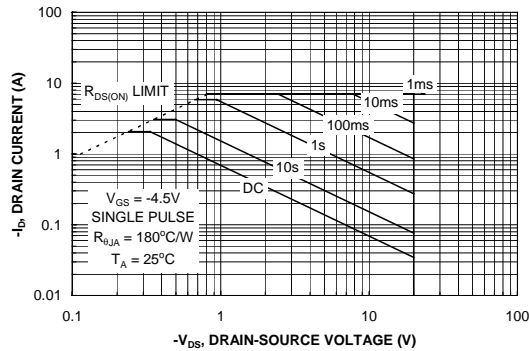 100
10
1
0.1
0.01
-I_D, DRAIN CURRENT (A)
R_DS(ON) LIMIT
1ms
10ms
100ms
1s
10s
DC
V_GS = -4.5V
SINGLE PULSE
R_θJA = 180°C/W
T_A = 25°C
0.1 1 10 100
-V_DS, DRAIN-SOURCE VOLTAGE (V)